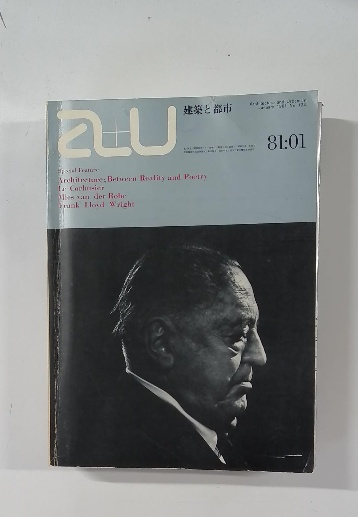 a+u
建築と都市
81:01
Special Feature
Architecture: Between Reality and Poetry
Le Corbusier
Mies van der Rohe
Frank Lloyd Wright